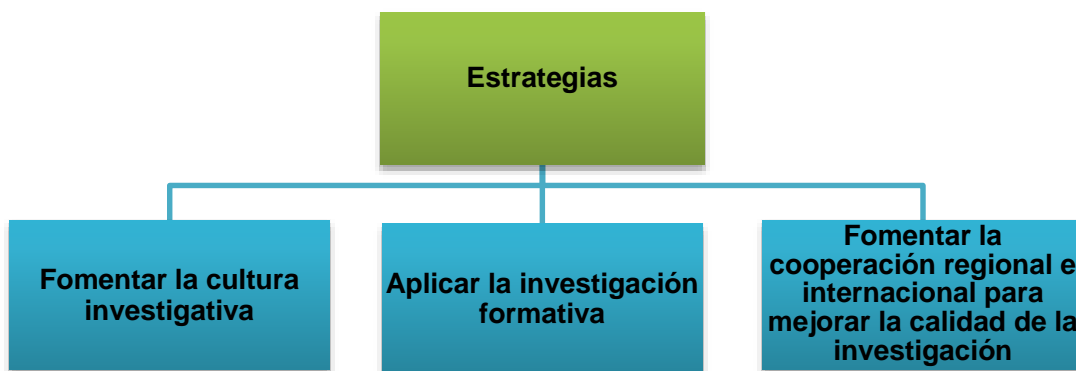 Estrategias
Fomentar la cultura
investigativa
Aplicar la investigación
formativa
Fomentar la
cooperación regional e
internacional para
mejorar la calidad de la
investigación